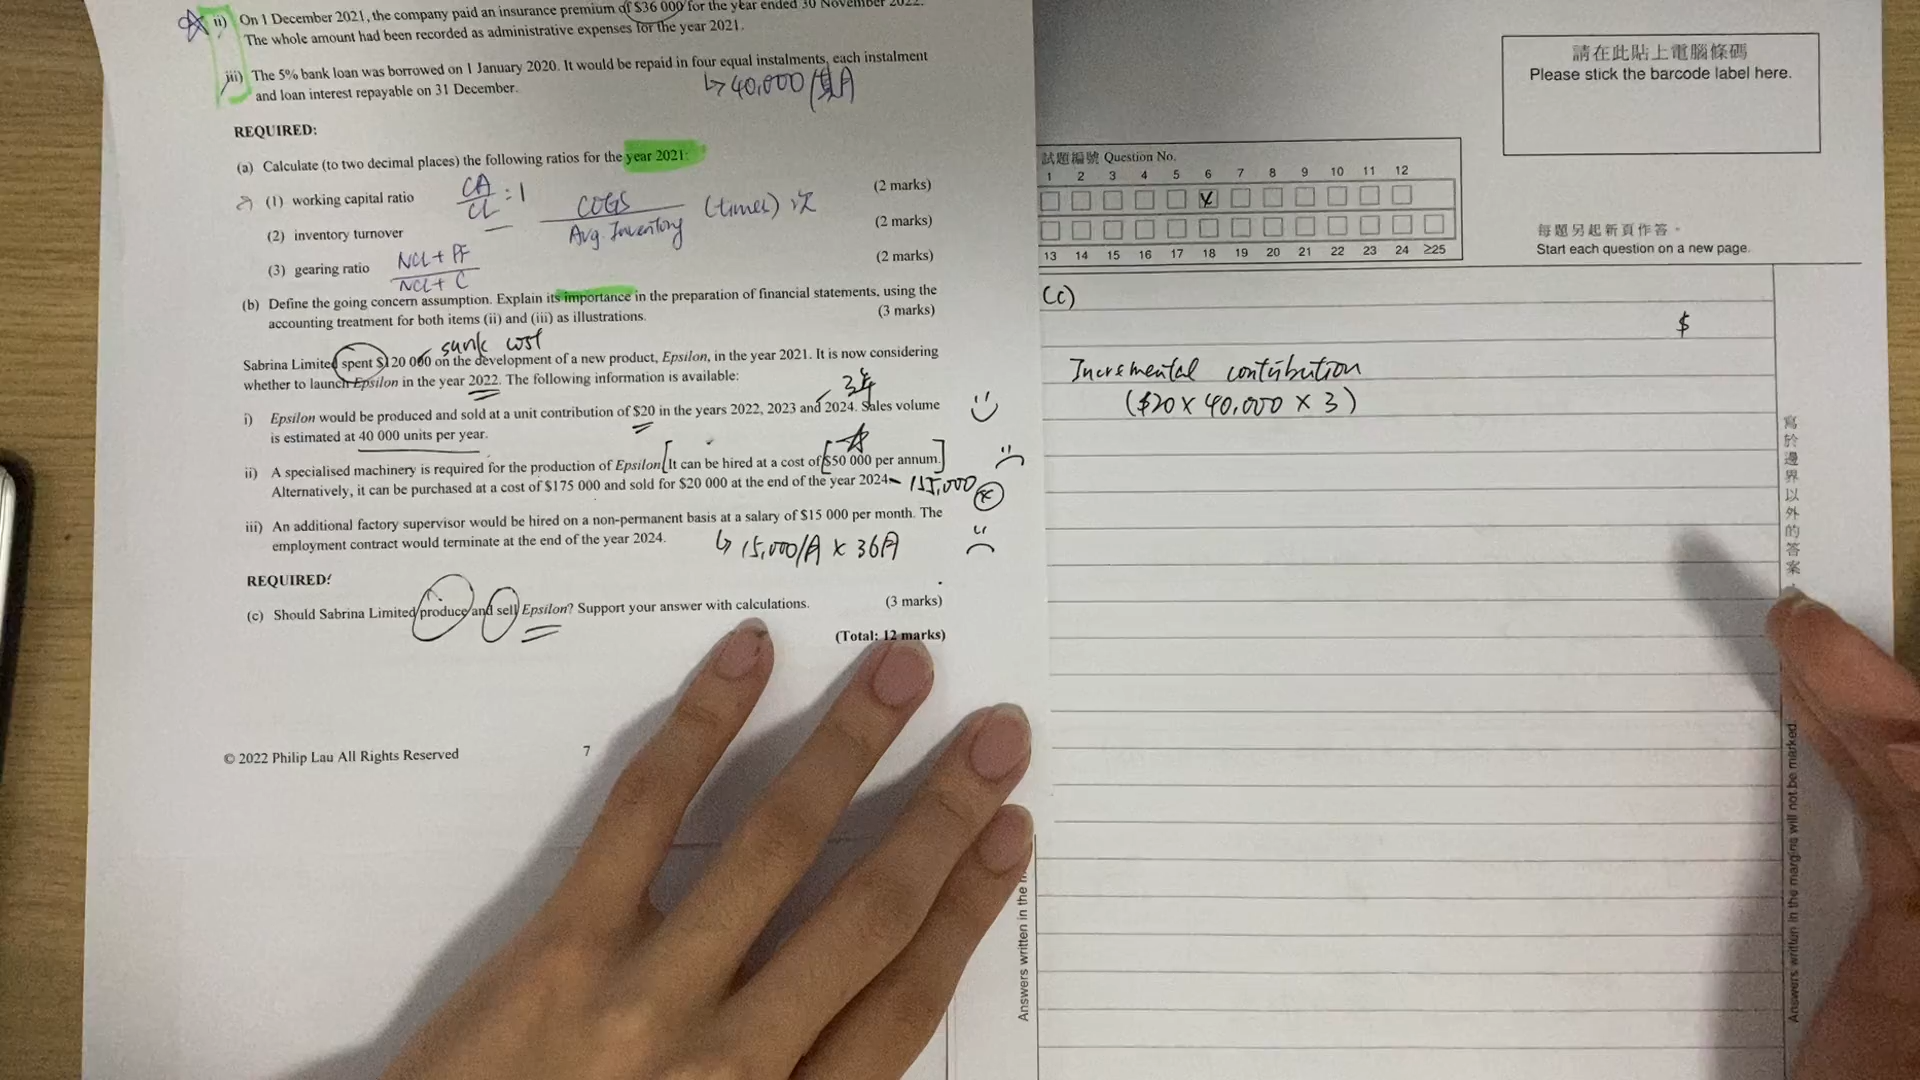 ii) On 1 December 2021, the company paid an insurance premium of $36 000 for the year ended 30 November 2022.
The whole amount had been recorded as administrative expenses for the year 2021.
iii) The 5% bank loan was borrowed on 1 January 2020. It would be repaid in four equal instalments, each instalment
and loan interest repayable on 31 December.
↳ 40,000/
REQUIRED:
(a) Calculate (to two decimal places) the following ratios for the year 2021:
(1) working capital ratio (2 marks)
CA/CL : 1
(2) inventory turnover (2 marks)
COGS/Avg. Inventory (times) 次
(3) gearing ratio (2 marks)
NCL + PF/NCL + C
(b) Define the going concern assumption. Explain its importance in the preparation of financial statements, using the
accounting treatment for both items (ii) and (iii) as illustrations. (3 marks)
sunk cost
Sabrina Limited spent $120 000 on the development of a new product, Epsilon, in the year 2021. It is now considering
whether to launch Epsilon in the year 2022. The following information is available:
3年
i) Epsilon would be produced and sold at a unit contribution of $20 in the years 2022, 2023 and 2024. Sales volume
is estimated at 40 000 units per year.
ii) A specialised machinery is required for the production of Epsilon. [It can be hired at a cost of [$50 000 per annum.]
Alternatively, it can be purchased at a cost of $175 000 and sold for $20 000 at the end of the year 2024. 155,000
iii) An additional factory supervisor would be hired on a non-permanent basis at a salary of $15 000 per month. The
employment contract would terminate at the end of the year 2024.
↳ 15,000/月 × 36月
REQUIRED:
(c) Should Sabrina Limited produce and sell Epsilon? Support your answer with calculations. (3 marks)
(Total: 12 marks)
© 2022 Philip Lau All Rights Reserved
7
請在此貼上電腦條碼
Please stick the barcode label here.
試題編號 Question No.
1 2 3 4 5 6 7 8 9 10 11 12
13 14 15 16 17 18 19 20 21 22 23 24 ≥25
每題另起新頁作答。
Start each question on a new page.
(c)
$
Incremental contribution
($20 × 40,000 × 3)
寫於邊界以外的答案
Answers written in the margins will not be marked.
Answers written in the m